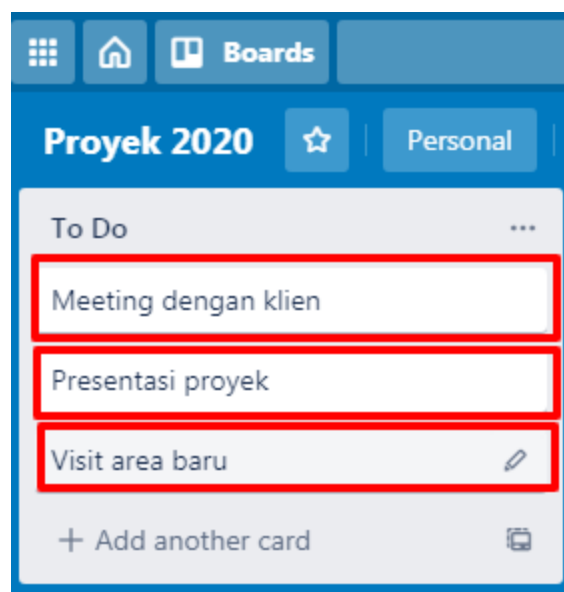 Boards
Proyek 2020 Personal
To Do
Meeting dengan klien
Presentasi proyek
Visit area baru
+ Add another card